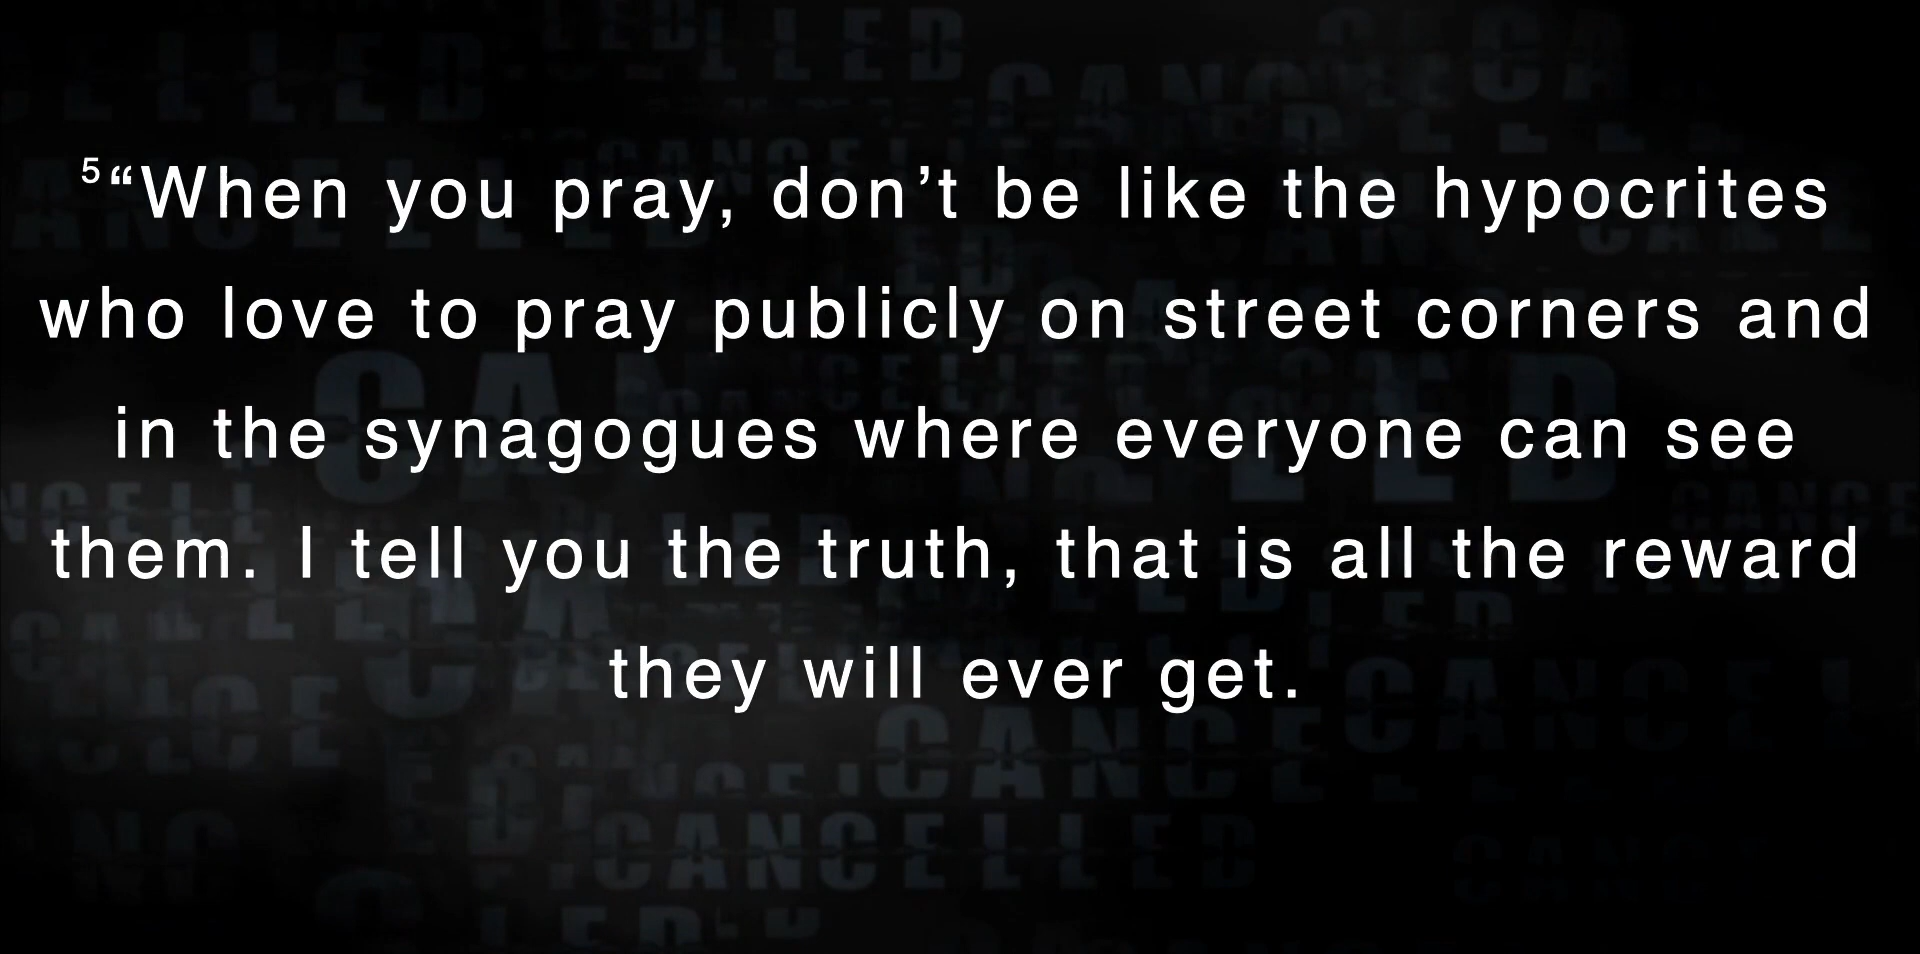 ⁵“When you pray, don’t be like the hypocrites
who love to pray publicly on street corners and
in the synagogues where everyone can see
them. I tell you the truth, that is all the reward
they will ever get.
CANCELLED